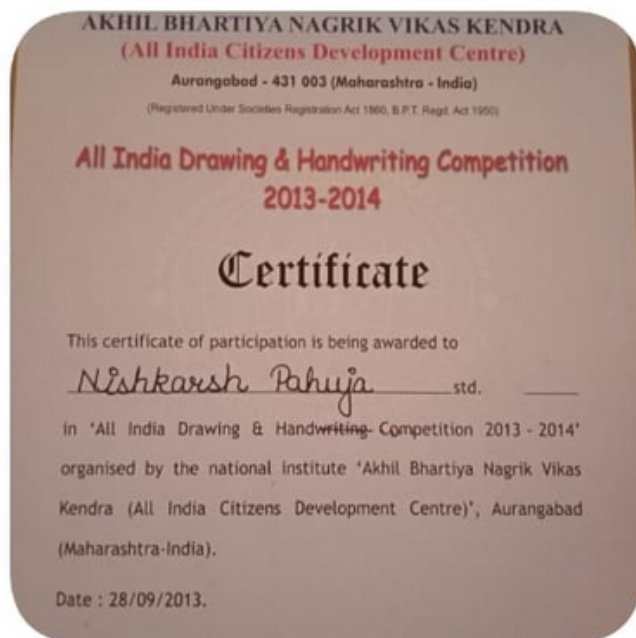 AKHIL BHARTIYA NAGRIK VIKAS KENDRA
(All India Citizens Development Centre)
Aurangabad - 431 003 (Maharashtra - India)
(Registered Under Societies Registration Act 1860, B.P.T. Regd. Act 1950)
All India Drawing & Handwriting Competition
2013-2014
Certificate
This certificate of participation is being awarded to
Nishkarsh Pahuja std.
in 'All India Drawing & Handwriting Competition 2013 - 2014'
organised by the national institute 'Akhil Bhartiya Nagrik Vikas
Kendra (All India Citizens Development Centre)', Aurangabad
(Maharashtra-India).
Date : 28/09/2013.